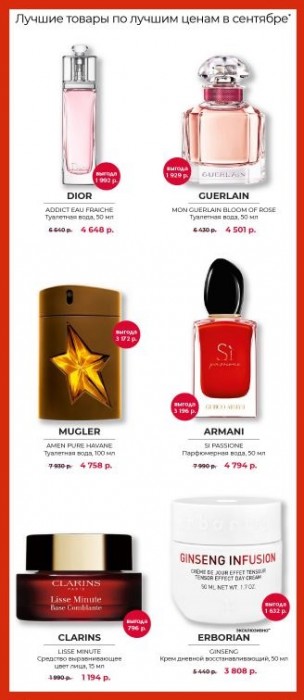 Лучшие товары по лучшим ценам в сентябре*
выгода
1 992 р.
DIOR
ADDICT EAU FRAICHE
Туалетная вода, 50 мл
6 640 р. 4 648 р.
выгода
1 929 р.
GUERLAIN
GUERLAIN
MON GUERLAIN BLOOM OF ROSE
Туалетная вода, 50 мл
6 430 р. 4 501 р.
выгода
3 172 р.
MUGLER
AMEN PURE HAVANE
Туалетная вода, 100 мл
7 930 р. 4 758 р.
Sì
passione
GIORGIO ARMANI
выгода
3 196 р.
ARMANI
SI PASSIONE
Парфюмерная вода, 50 мл
7 990 р. 4 794 р.
CLARINS
PARIS
Lisse Minute
Base Comblante
выгода
796 р.
CLARINS
LISSE MINUTE
Средство выравнивающее
цвет лица, 15 мл
1 990 р. 1 194 р.
GINSENG INFUSION
CRÈME DE JOUR EFFET TENSEUR
TENSOR EFFECT DAY CREAM
50 ML NET WT. 1.7 OZ.
выгода
1 632 р.
эксклюзивно*
ERBORIAN
GINSENG
Крем дневной восстанавливающий, 50 мл
5 440 р. 3 808 р.